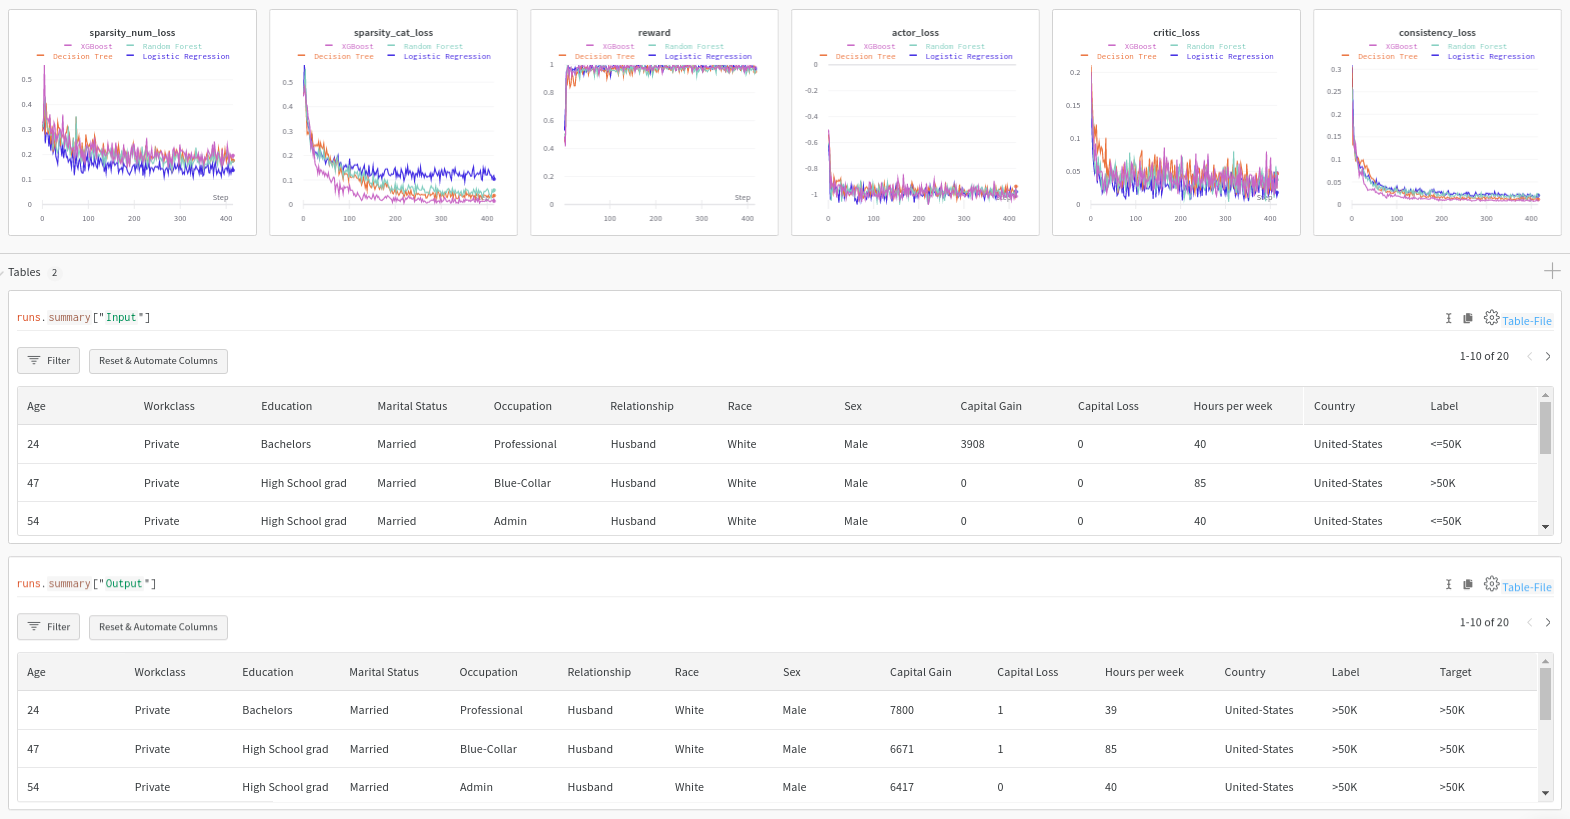 sparsity_num_loss
XGBoost Random Forest
Decision Tree Logistic Regression
0.5
0.4
0.3
0.2
0.1
0
Step
0 100 200 300 400
sparsity_cat_loss
XGBoost Random Forest
Decision Tree Logistic Regression
0.5
0.4
0.3
0.2
0.1
0
Step
0 100 200 300 400
reward
XGBoost Random Forest
Decision Tree Logistic Regression
1
0.8
0.6
0.4
0.2
0
Step
100 200 300 400
actor_loss
XGBoost Random Forest
Decision Tree Logistic Regression
0
-0.2
-0.4
-0.6
-0.8
-1
Step
0 100 200 300 400
critic_loss
XGBoost Random Forest
Decision Tree Logistic Regression
0.2
0.15
0.1
0.05
0
Step
0 100 200 300 400
consistency_loss
XGBoost Random Forest
Decision Tree Logistic Regression
0.3
0.25
0.2
0.15
0.1
0.05
0
Step
0 100 200 300 400
Tables 2
runs.summary["Input"]
Table-File
Filter Reset & Automate Columns 1-10 of 20
Age Workclass Education Marital Status Occupation Relationship Race Sex Capital Gain Capital Loss Hours per week Country Label
24 Private Bachelors Married Professional Husband White Male 3908 0 40 United-States <=50K
47 Private High School grad Married Blue-Collar Husband White Male 0 0 85 United-States >50K
54 Private High School grad Married Admin Husband White Male 0 0 40 United-States <=50K
runs.summary["Output"]
Table-File
Filter Reset & Automate Columns 1-10 of 20
Age Workclass Education Marital Status Occupation Relationship Race Sex Capital Gain Capital Loss Hours per week Country Label Target
24 Private Bachelors Married Professional Husband White Male 7800 1 39 United-States >50K >50K
47 Private High School grad Married Blue-Collar Husband White Male 6671 1 85 United-States >50K >50K
54 Private High School grad Married Admin Husband White Male 6417 0 40 United-States >50K >50K